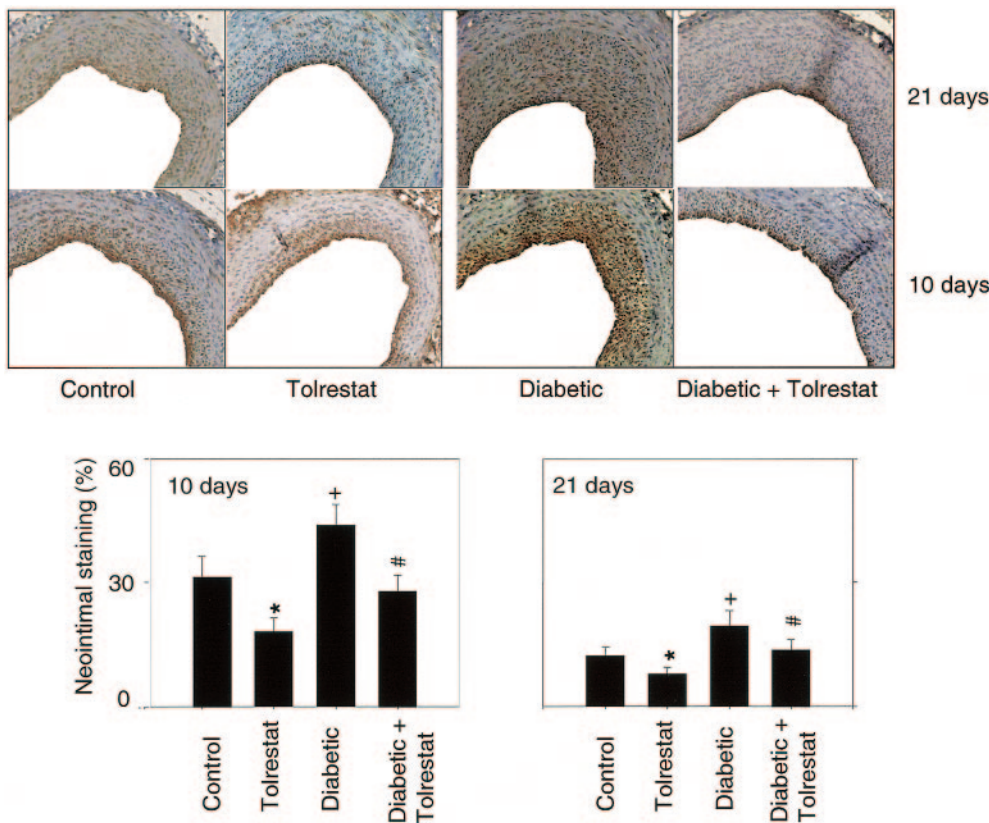 21 days
10 days
Control Tolrestat Diabetic Diabetic + Tolrestat
Neointimal staining (%)
60
30
0
10 days
+
*
#
Control
Tolrestat
Diabetic
Diabetic +
Tolrestat
21 days
+
*
#
Control
Tolrestat
Diabetic
Diabetic +
Tolrestat